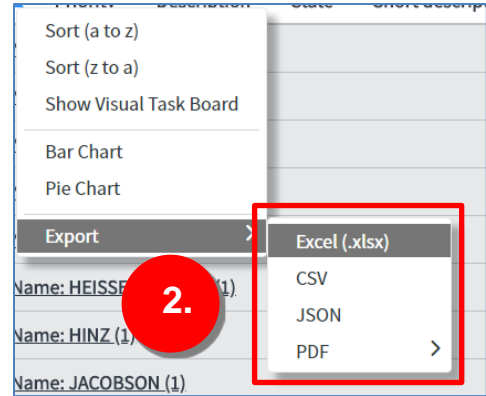 Sort (a to z)
Sort (z to a)
Show Visual Task Board
Bar Chart
Pie Chart
Export
Excel (.xlsx)
CSV
JSON
PDF
2.
Name: HEISSE (1)
Name: HINZ (1)
Name: JACOBSON (1)